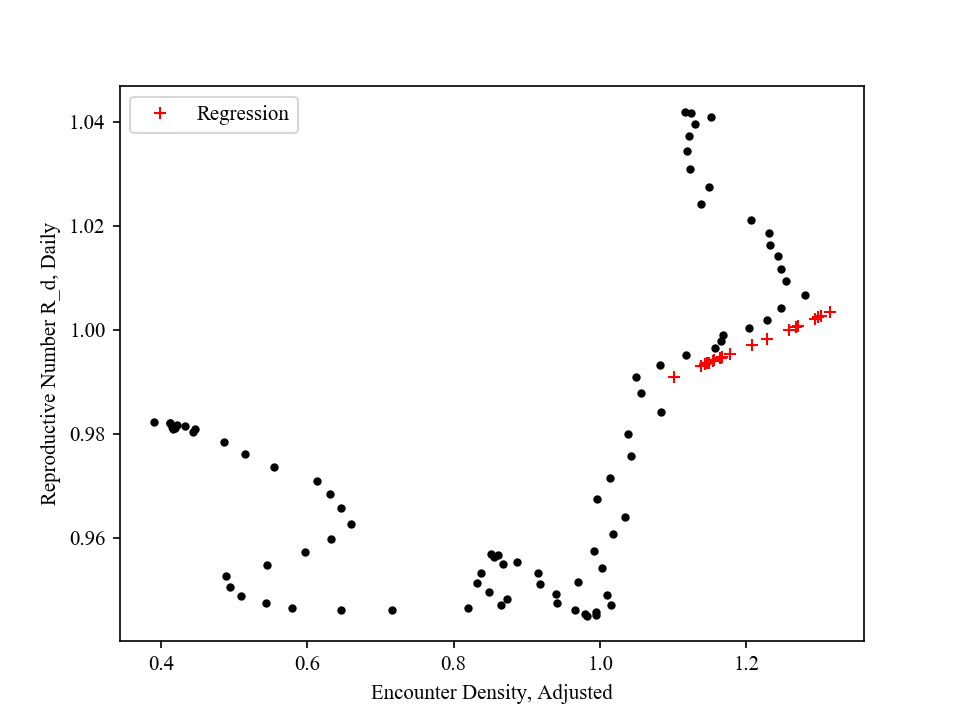 Regression
1.04
1.02
1.00
0.98
0.96
Reproductive Number R_d, Daily
0.4 0.6 0.8 1.0 1.2
Encounter Density, Adjusted